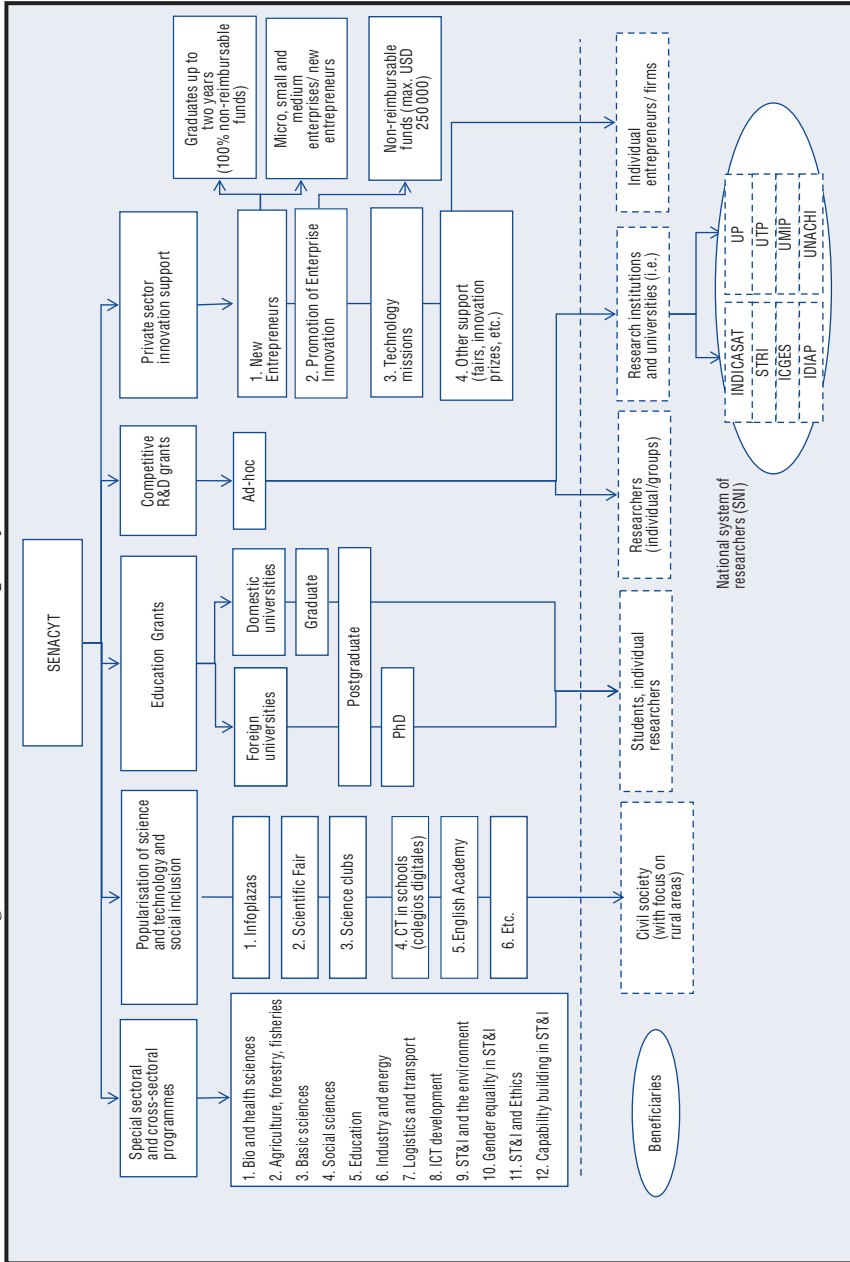 SENACYT
Special sectoral
and cross-sectoral
programmes
Popularisation of science
and technology and
social inclusion
Education Grants
Competitive
R&D grants
Private sector
innovation support
1. Bio and health sciences
2. Agriculture, forestry, fisheries
3. Basic sciences
4. Social sciences
5. Education
6. Industry and energy
7. Logistics and transport
8. ICT development
9. ST&I and the environment
10. Gender equality in ST&I
11. ST&I and Ethics
12. Capability building in ST&I
1. Infoplazas
2. Scientific Fair
3. Science clubs
4. CT in schools
(colegios digitales)
5.English Academy
6. Etc.
Foreign
universities
Domestic
universities
Graduate
Postgraduate
PhD
Ad-hoc
1. New
Entrepreneurs
2. Promotion of Enterprise
Innovation
3. Technology
missions
4. Other support
(fairs, innovation
prizes, etc.)
Graduates up to
two years
(100% non-reimbursable
funds)
Micro, small and
medium
enterprises/ new
entrepreneurs
Non-reimbursable
funds (max. USD
250 000)
Beneficiaries
Civil society
(with focus on
rural areas)
Students, individual
researchers
Researchers
(individual/groups)
Research institutions
and universities (i.e.)
Individual
entrepreneurs/ firms
National system of
researchers (SNI)
INDICASAT
UP
STRI
UTP
ICGES
UMIP
IDIAP
UNACHI